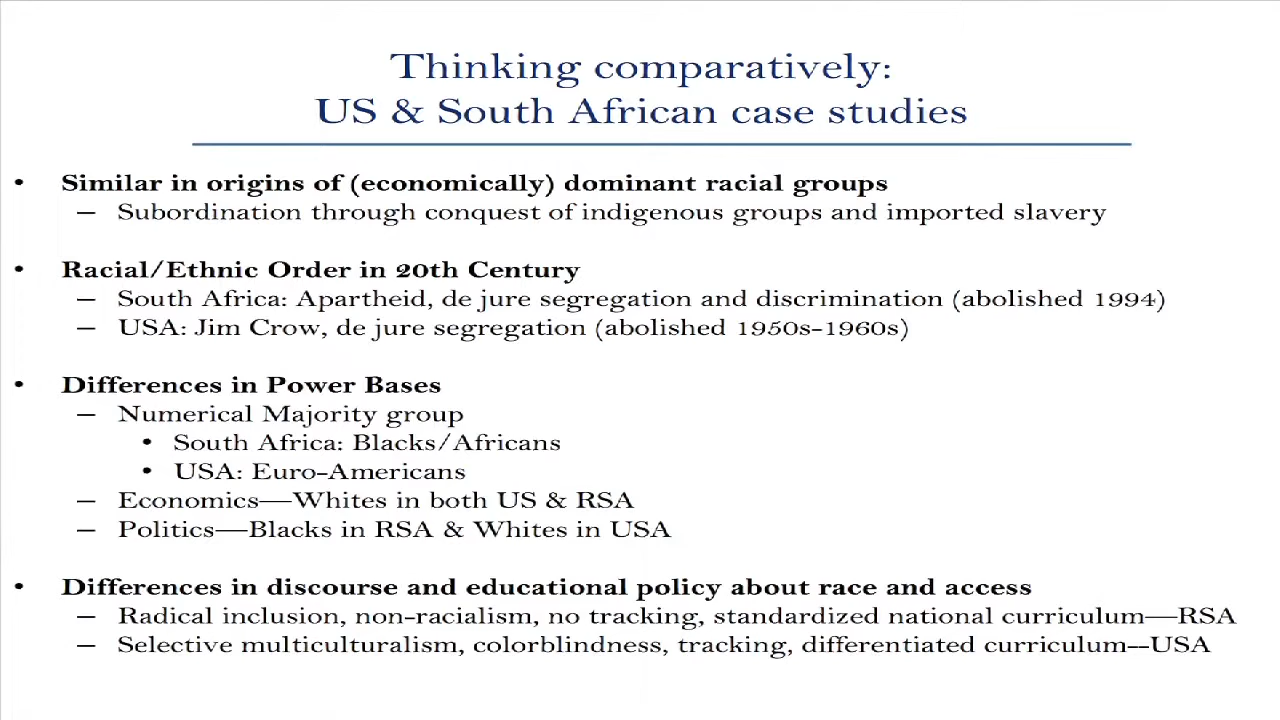 Thinking comparatively:
US & South African case studies
• Similar in origins of (economically) dominant racial groups
– Subordination through conquest of indigenous groups and imported slavery
• Racial/Ethnic Order in 20th Century
– South Africa: Apartheid, de jure segregation and discrimination (abolished 1994)
– USA: Jim Crow, de jure segregation (abolished 1950s-1960s)
• Differences in Power Bases
– Numerical Majority group
• South Africa: Blacks/Africans
• USA: Euro-Americans
– Economics—Whites in both US & RSA
– Politics—Blacks in RSA & Whites in USA
• Differences in discourse and educational policy about race and access
– Radical inclusion, non-racialism, no tracking, standardized national curriculum—RSA
– Selective multiculturalism, colorblindness, tracking, differentiated curriculum--USA